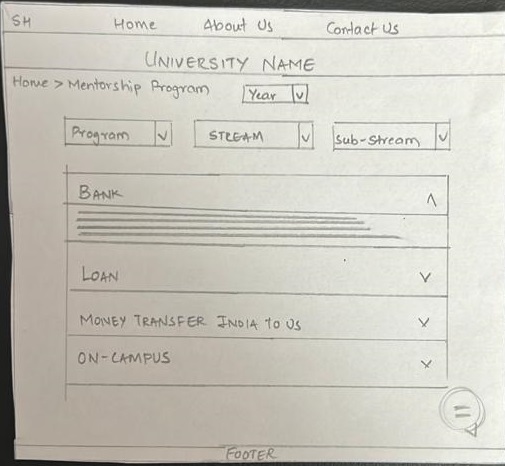 SH Home About Us Contact Us
UNIVERSITY NAME
Home > Mentorship Program
Year
Program STREAM Sub-Stream
BANK
LOAN
MONEY TRANSFER INDIA TO US
ON-CAMPUS
FOOTER